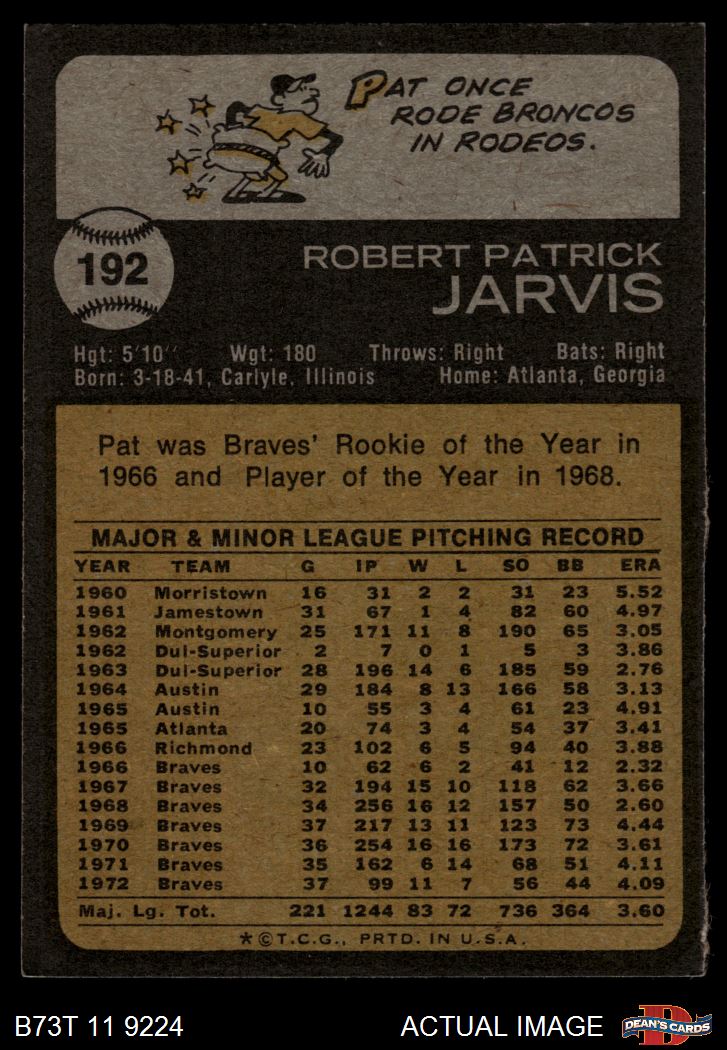 PAT ONCE
RODE BRONCOS
IN RODEOS.
192
ROBERT PATRICK
JARVIS
Hgt: 5'10" Wgt: 180 Throws: Right Bats: Right
Born: 3-18-41, Carlyle, Illinois Home: Atlanta, Georgia
Pat was Braves' Rookie of the Year in
1966 and Player of the Year in 1968.
MAJOR & MINOR LEAGUE PITCHING RECORD
YEAR TEAM G IP W L SO BB ERA
1960 Morristown 16 31 2 2 31 23 5.52
1961 Jamestown 31 67 1 4 82 60 4.97
1962 Montgomery 25 171 11 8 190 65 3.05
1962 Dul-Superior 2 7 0 1 5 3 3.86
1963 Dul-Superior 28 196 14 6 185 59 2.76
1964 Austin 29 184 8 13 166 58 3.13
1965 Austin 10 55 3 4 61 23 4.91
1965 Atlanta 20 74 3 4 54 37 3.41
1966 Richmond 23 102 6 5 94 40 3.88
1966 Braves 10 62 6 2 41 12 2.32
1967 Braves 32 194 15 10 118 62 3.66
1968 Braves 34 256 16 12 157 50 2.60
1969 Braves 37 217 13 11 123 73 4.44
1970 Braves 36 254 16 16 173 72 3.61
1971 Braves 35 162 6 14 68 51 4.11
1972 Braves 37 99 11 7 56 44 4.09
Maj. Lg. Tot. 221 1244 83 72 736 364 3.60
*©T.C.G., PRTD. IN U.S.A.
B73T 11 9224 ACTUAL IMAGE D DEAN'S CARDS